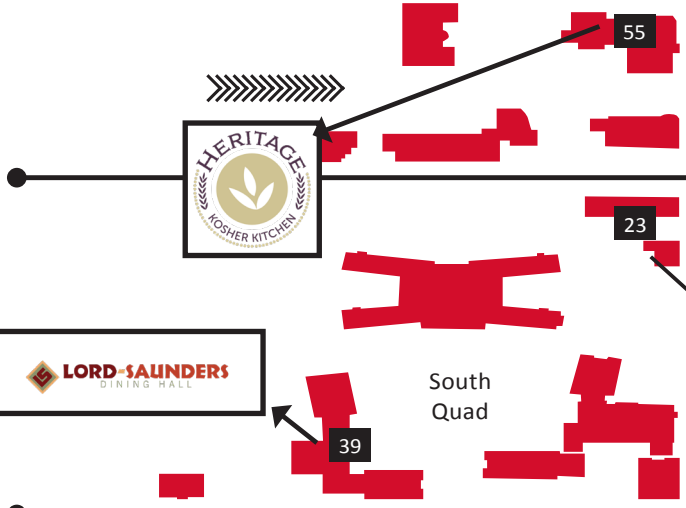 55
HERITAGE
KOSHER KITCHEN
23
LORD-SAUNDERS
DINING HALL
South
Quad
39